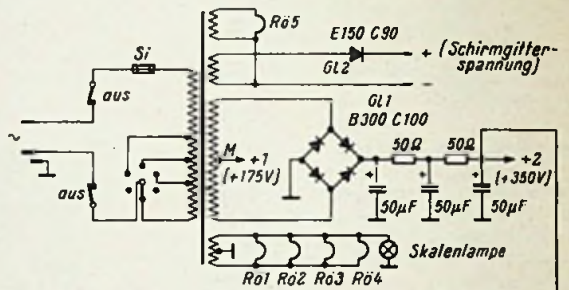 Rö5
E150 C90
Gl2
+ (Schirmgitter-
spannung)
Si
aus
~
aus
Gl1
B300 C100
M
+1
(+175V)
50Ω
50Ω
+2
(+350V)
+
50µF
+
50µF
+
50µF
Skalenlampe
Rö1 Rö2 Rö3 Rö4